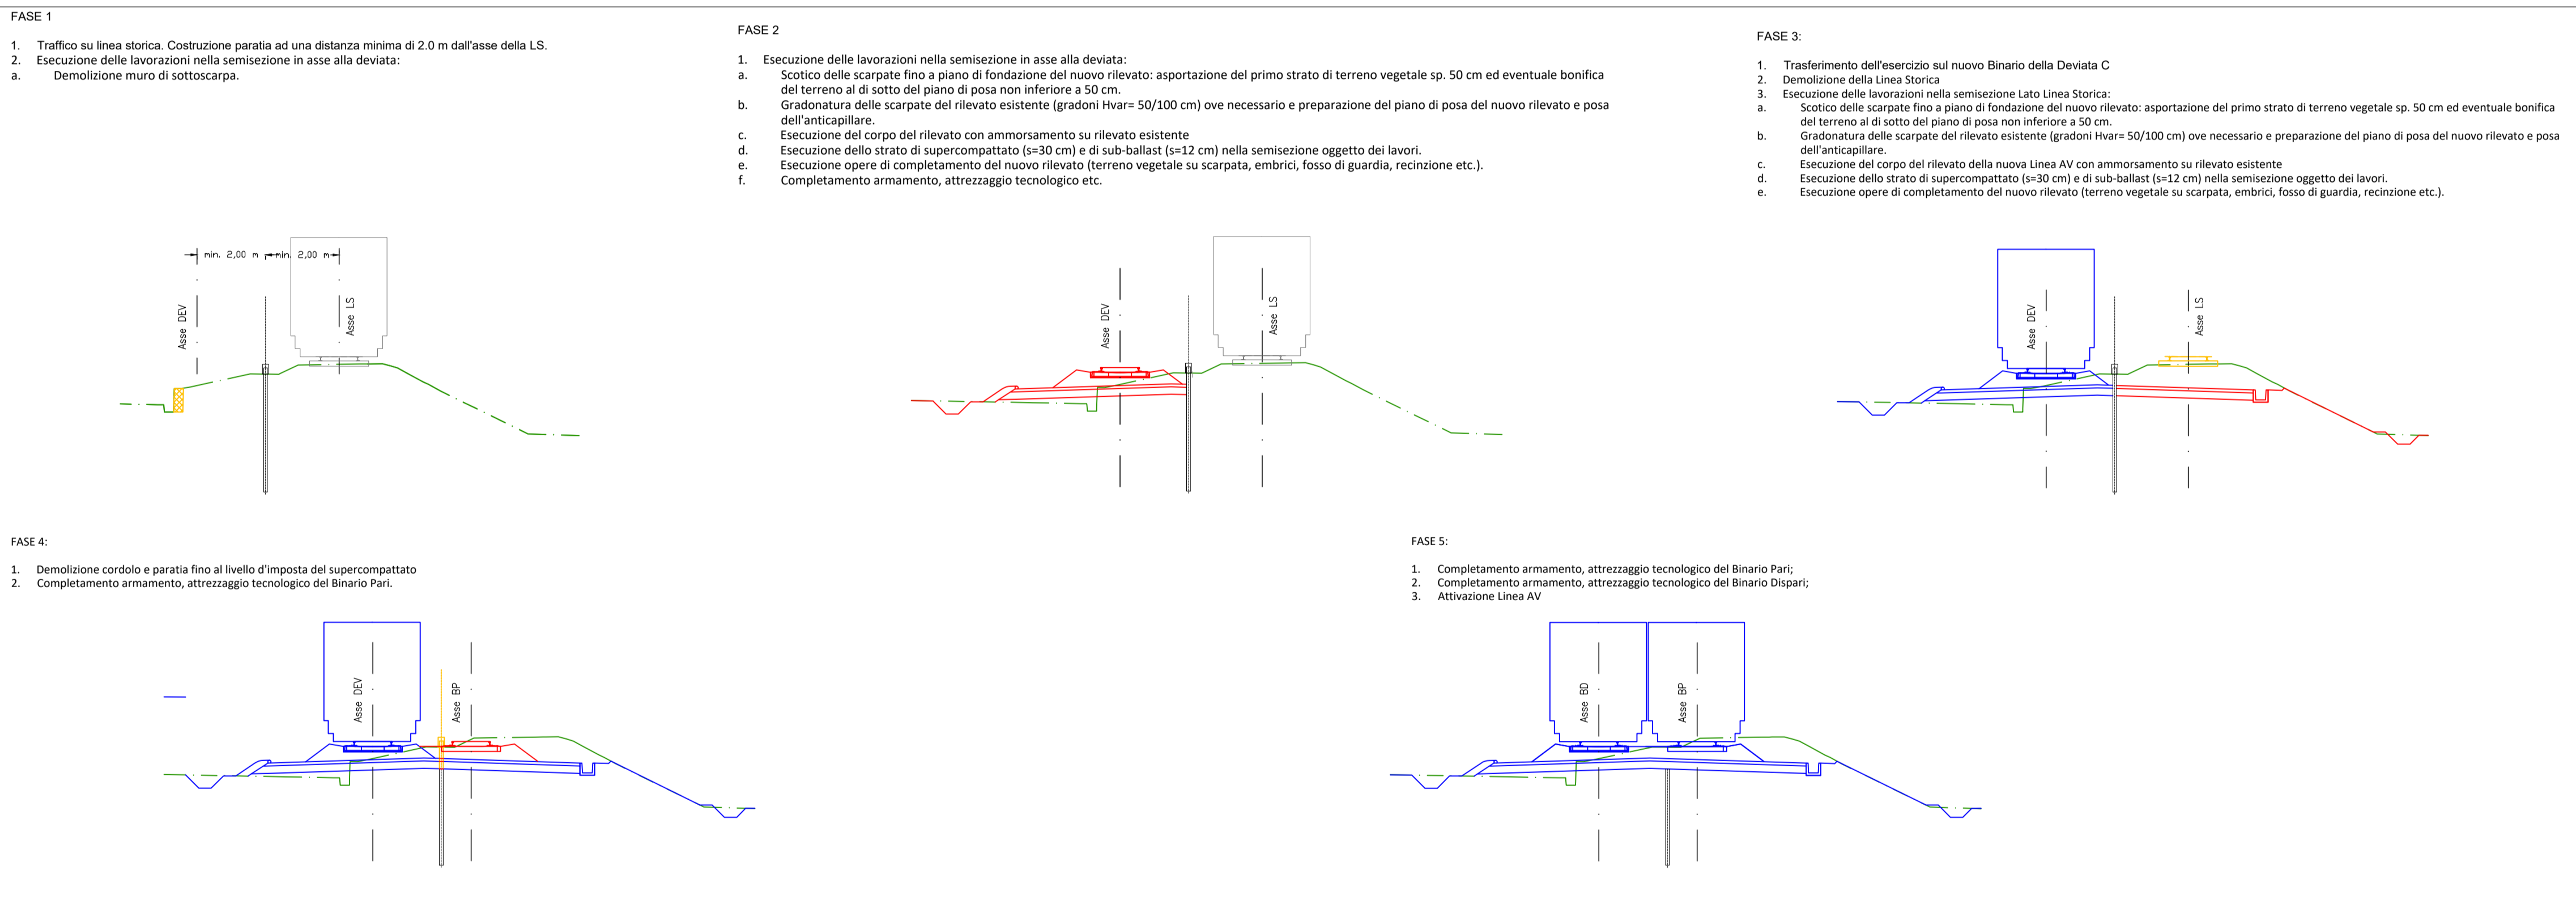 FASE 1
1. Traffico su linea storica. Costruzione paratia ad una distanza minima di 2.0 m dall'asse della LS.
2. Esecuzione delle lavorazioni nella semisezione in asse alla deviata:
a. Demolizione muro di sottoscarpa.
min. 2,00 m
min. 2,00 m
Asse DEV
Asse LS
FASE 2
1. Esecuzione delle lavorazioni nella semisezione in asse alla deviata:
a. Scotico delle scarpate fino a piano di fondazione del nuovo rilevato: asportazione del primo strato di terreno vegetale sp. 50 cm ed eventuale bonifica
del terreno al di sotto del piano di posa non inferiore a 50 cm.
b. Gradonatura delle scarpate del rilevato esistente (gradoni Hvar= 50/100 cm) ove necessario e preparazione del piano di posa del nuovo rilevato e posa
dell'anticapillare.
c. Esecuzione del corpo del rilevato con ammorsamento su rilevato esistente
d. Esecuzione dello strato di supercompattato (s=30 cm) e di sub-ballast (s=12 cm) nella semisezione oggetto dei lavori.
e. Esecuzione opere di completamento del nuovo rilevato (terreno vegetale su scarpata, embrici, fosso di guardia, recinzione etc.).
f. Completamento armamento, attrezzaggio tecnologico etc.
Asse DEV
Asse LS
FASE 3:
1. Trasferimento dell'esercizio sul nuovo Binario della Deviata C
2. Demolizione della Linea Storica
3. Esecuzione delle lavorazioni nella semisezione Lato Linea Storica:
a. Scotico delle scarpate fino a piano di fondazione del nuovo rilevato: asportazione del primo strato di terreno vegetale sp. 50 cm ed eventuale bonifica
del terreno al di sotto del piano di posa non inferiore a 50 cm.
b. Gradonatura delle scarpate del rilevato esistente (gradoni Hvar= 50/100 cm) ove necessario e preparazione del piano di posa del nuovo rilevato e posa
dell'anticapillare.
c. Esecuzione del corpo del rilevato della nuova Linea AV con ammorsamento su rilevato esistente
d. Esecuzione dello strato di supercompattato (s=30 cm) e di sub-ballast (s=12 cm) nella semisezione oggetto dei lavori.
e. Esecuzione opere di completamento del nuovo rilevato (terreno vegetale su scarpata, embrici, fosso di guardia, recinzione etc.).
Asse DEV
Asse LS
FASE 4:
1. Demolizione cordolo e paratia fino al livello d'imposta del supercompattato
2. Completamento armamento, attrezzaggio tecnologico del Binario Pari.
Asse DEV
Asse BP
FASE 5:
1. Completamento armamento, attrezzaggio tecnologico del Binario Pari;
2. Completamento armamento, attrezzaggio tecnologico del Binario Dispari;
3. Attivazione Linea AV
Asse BD
Asse BP